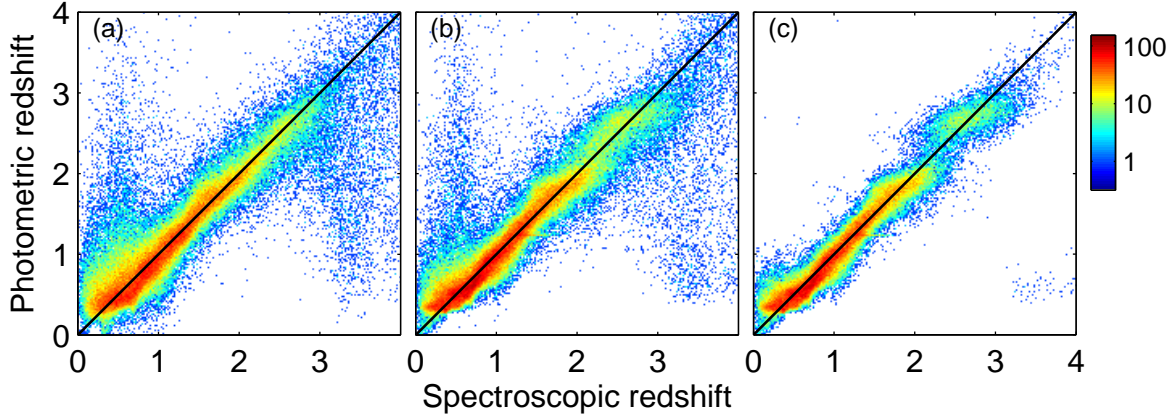 (a)
(b)
(c)
4
3
2
1
0
Photometric redshift
0 1 2 3
0 1 2 3
0 1 2 3 4
Spectroscopic redshift
100
10
1